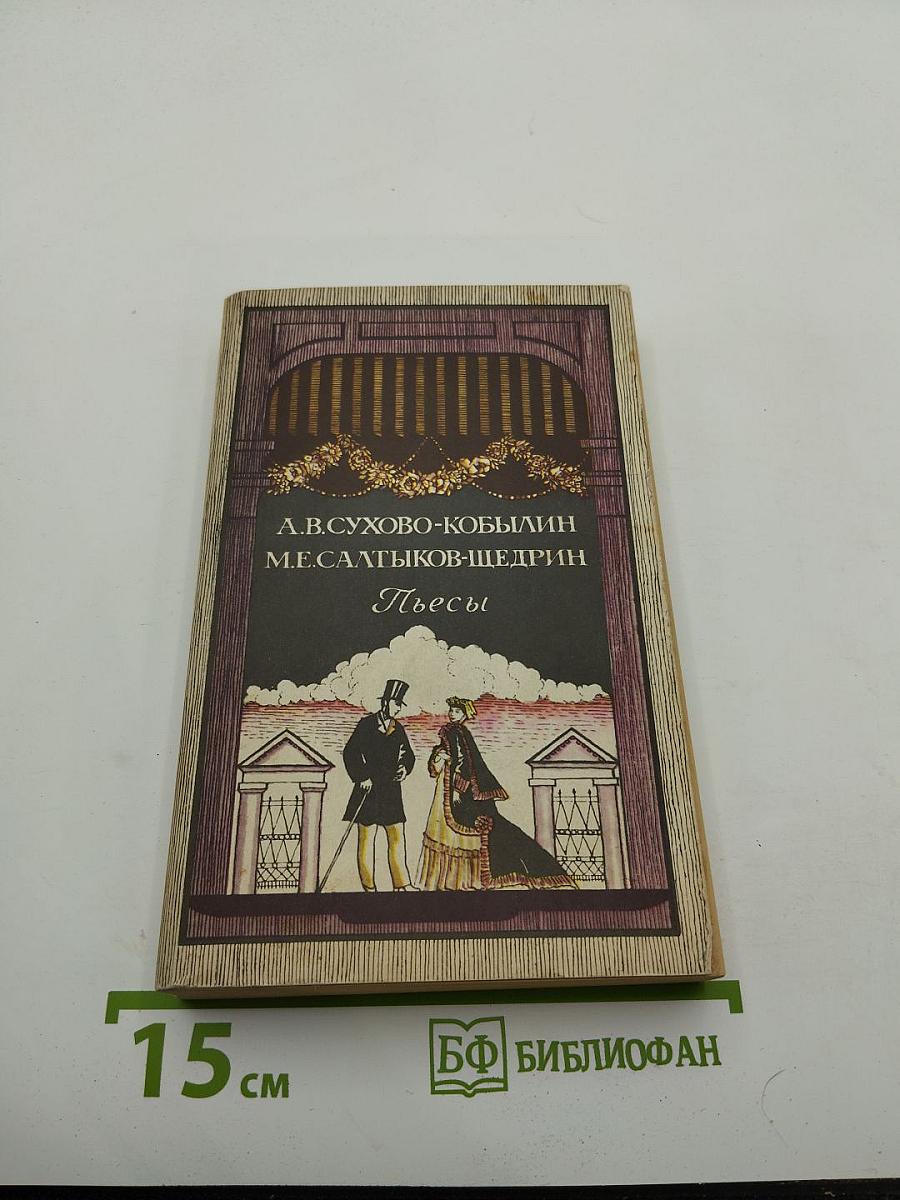 А.В.СУХОВО-КОБЫЛИН
М.Е.САЛТЫКОВ-ЩЕДРИН
Пьесы
15 см
БФ БИБЛИОФАН